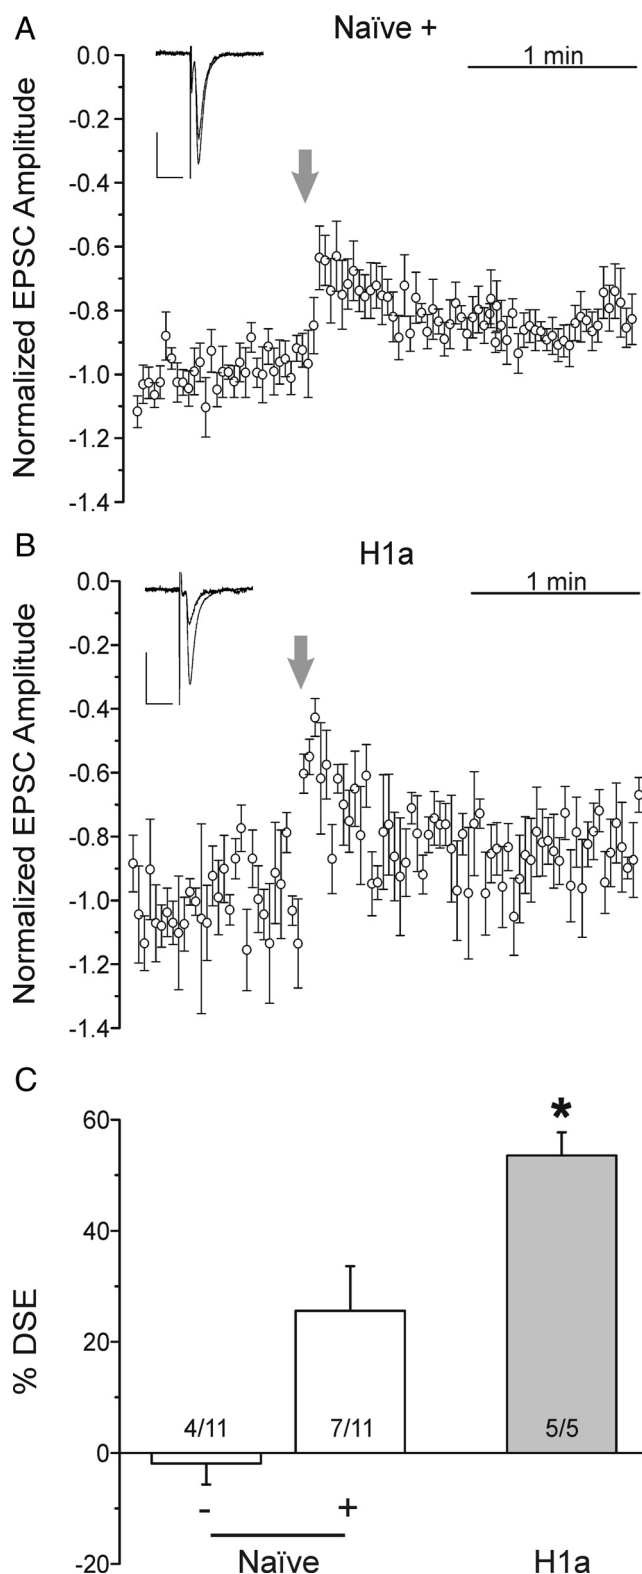 A
Naïve +
1 min
0.0
-0.2
-0.4
-0.6
-0.8
-1.0
-1.2
-1.4
Normalized EPSC Amplitude
B
H1a
1 min
0.0
-0.2
-0.4
-0.6
-0.8
-1.0
-1.2
-1.4
Normalized EPSC Amplitude
C
60
40
20
0
-20
% DSE
*
4/11
7/11
5/5
- +
Naïve
H1a